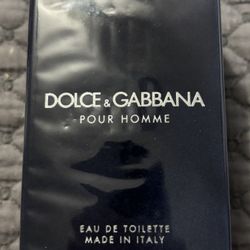 DOLCE & GABBANA
POUR HOMME
EAU DE TOILETTE
MADE IN ITALY